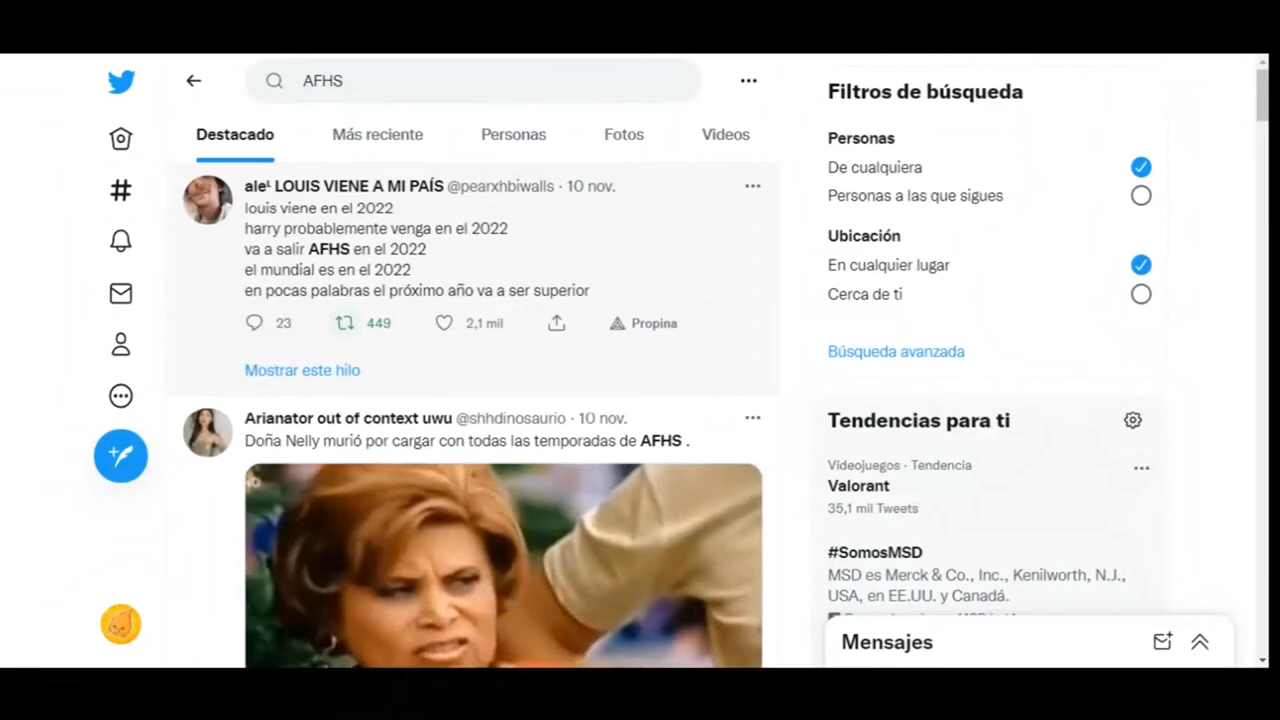 AFHS
Destacado
Más reciente
Personas
Fotos
Videos
aleᴸ LOUIS VIENE A MI PAÍS @pearxhbiwalls · 10 nov.
louis viene en el 2022
harry probablemente venga en el 2022
va a salir AFHS en el 2022
el mundial es en el 2022
en pocas palabras el próximo año va a ser superior
23
449
2,1 mil
Propina
Mostrar este hilo
Arianator out of context uwu @shhdinosaurio · 10 nov.
Doña Nelly murió por cargar con todas las temporadas de AFHS .
Filtros de búsqueda
Personas
De cualquiera
Personas a las que sigues
Ubicación
En cualquier lugar
Cerca de ti
Búsqueda avanzada
Tendencias para ti
Videojuegos · Tendencia
Valorant
35,1 mil Tweets
#SomosMSD
MSD es Merck & Co., Inc., Kenilworth, N.J.,
USA, en EE.UU. y Canadá.
Mensajes